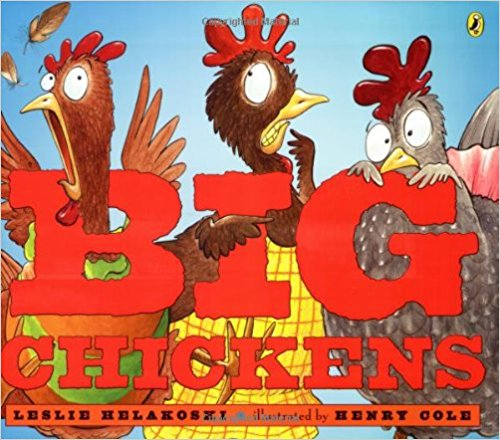 BIG
CHICKENS
LESLIE HELAKOSKI illustrated by HENRY COLE